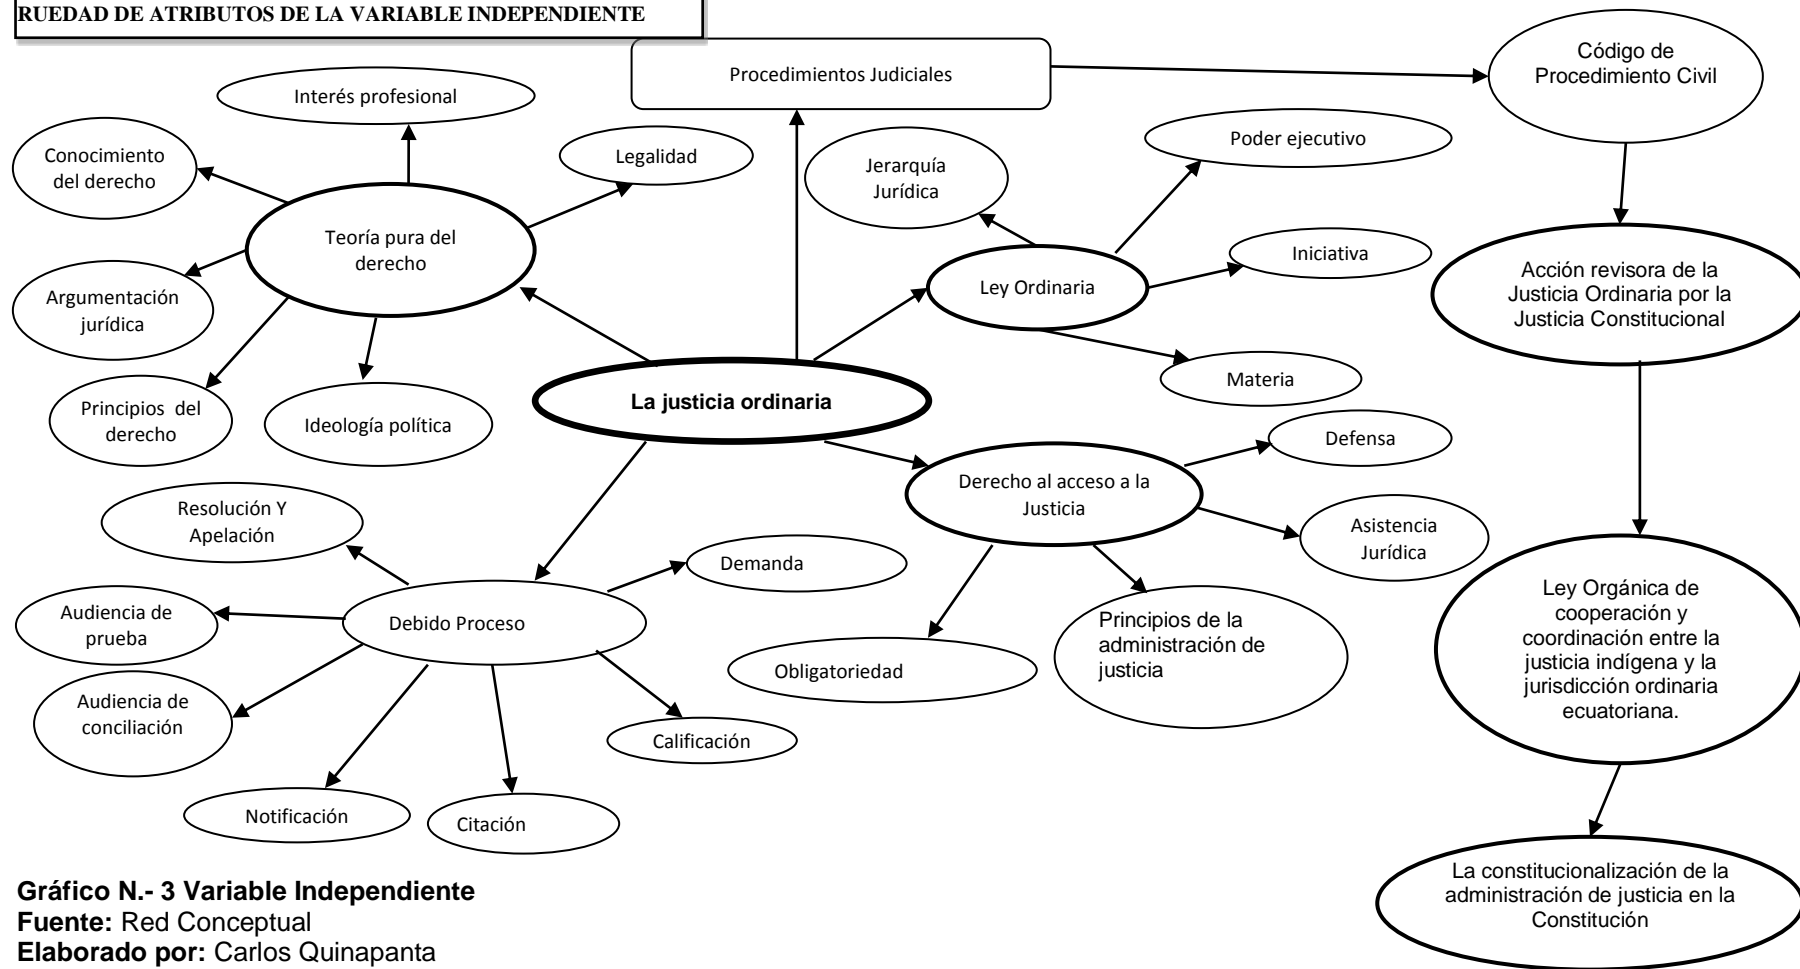 RUEDAD DE ATRIBUTOS DE LA VARIABLE INDEPENDIENTE
Procedimientos Judiciales
Código de
Procedimiento Civil
Interés profesional
Conocimiento
del derecho
Legalidad
Jerarquía
Jurídica
Poder ejecutivo
Teoría pura del
derecho
Iniciativa
Ley Ordinaria
Acción revisora de la
Justicia Ordinaria por la
Justicia Constitucional
Argumentación
jurídica
Materia
La justicia ordinaria
Principios del
derecho
Ideología política
Defensa
Derecho al acceso a la
Justicia
Asistencia
Jurídica
Resolución Y
Apelación
Demanda
Audiencia de
prueba
Debido Proceso
Principios de la
administración de
justicia
Ley Orgánica de
cooperación y
coordinación entre la
justicia indígena y la
jurisdicción ordinaria
ecuatoriana.
Obligatoriedad
Audiencia de
conciliación
Calificación
Notificación
Citación
La constitucionalización de la
administración de justicia en la
Constitución
Gráfico N.- 3 Variable Independiente
Fuente: Red Conceptual
Elaborado por: Carlos Quinapanta